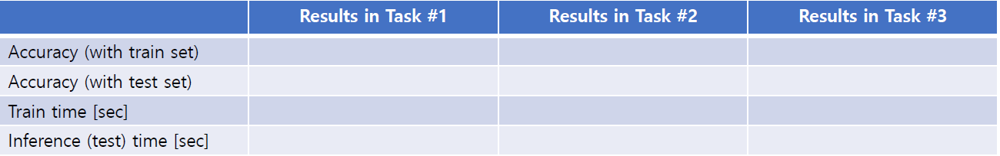 Results in Task #1 Results in Task #2 Results in Task #3
Accuracy (with train set)
Accuracy (with test set)
Train time [sec]
Inference (test) time [sec]